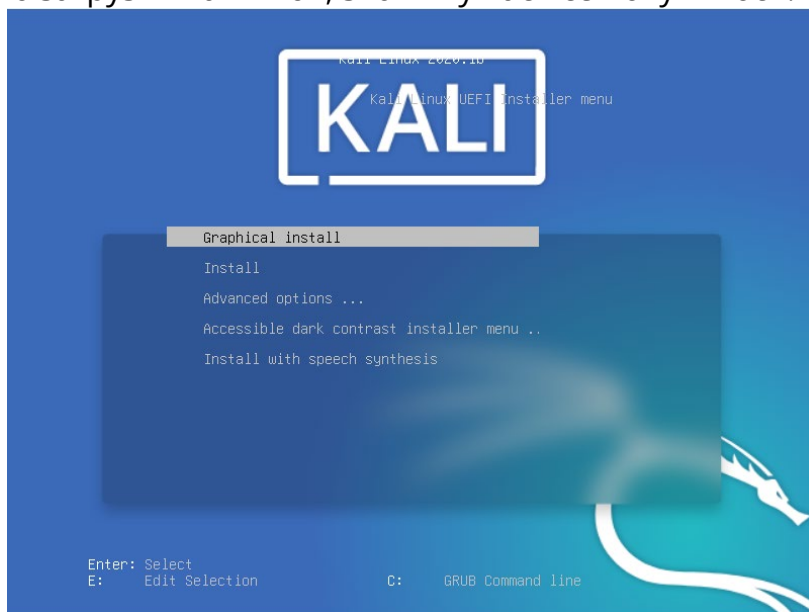 Kali Linux UEFI Installer menu
KALI
Graphical install
Install
Advanced options ...
Accessible dark contrast installer menu ..
Install with speech synthesis
Enter: Select
E: Edit Selection
C: GRUB Command line